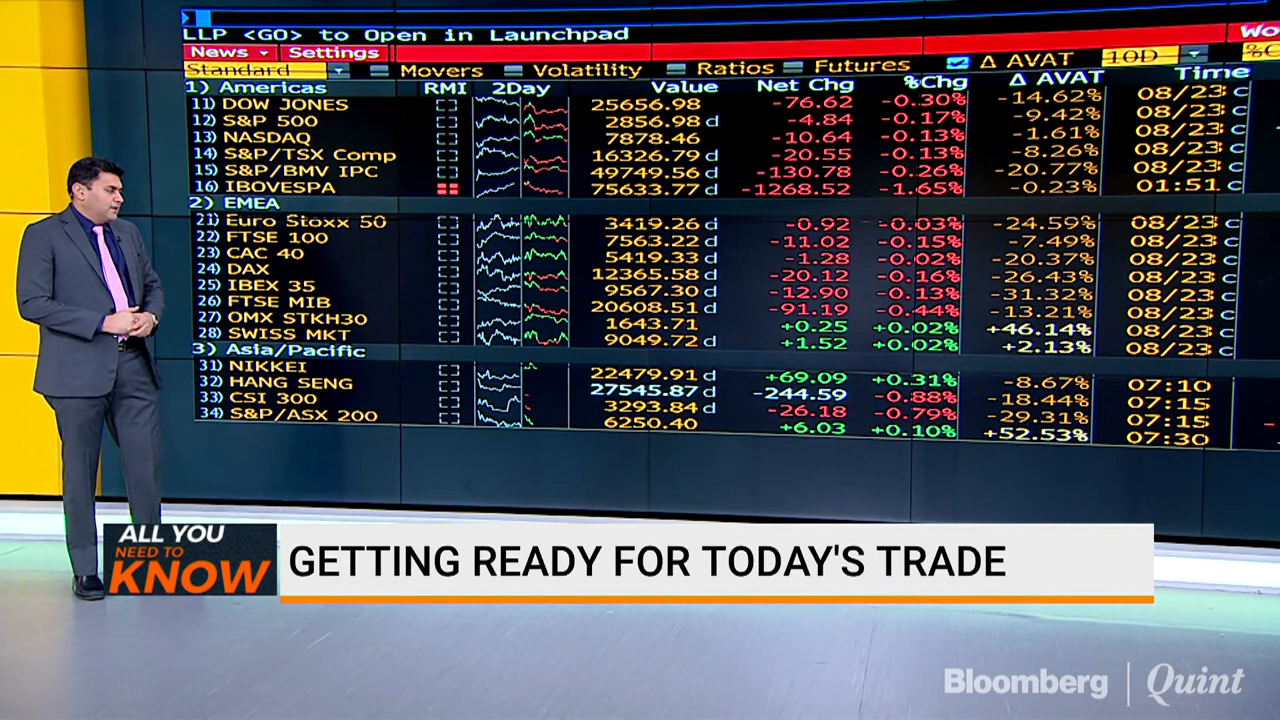 LLP <GO> to Open in Launchpad
News Settings Wo
Standard Movers Volatility Ratios Futures Δ AVAT 10D %C
1) Americas RMI 2Day Value Net Chg %Chg Δ AVAT Time
11) DOW JONES 25656.98 -76.62 -0.30% -14.62% 08/23 c
12) S&P 500 2856.98 d -4.84 -0.17% -9.42% 08/23 c
13) NASDAQ 7878.46 -10.64 -0.13% -1.61% 08/23 c
14) S&P/TSX Comp 16326.79 d -20.55 -0.13% -8.26% 08/23 c
15) S&P/BMV IPC 49749.56 d -130.78 -0.26% -20.77% 08/23 c
16) IBOVESPA 75633.77 d -1268.52 -1.65% -0.23% 01:51 c
2) EMEA
21) Euro Stoxx 50 3419.26 d -0.92 -0.03% -24.59% 08/23 c
22) FTSE 100 7563.22 d -11.02 -0.15% -7.49% 08/23 c
23) CAC 40 5419.33 d -1.28 -0.02% -20.37% 08/23 c
24) DAX 12365.58 d -20.12 -0.16% -26.43% 08/23 c
25) IBEX 35 9567.30 d -12.90 -0.13% -31.32% 08/23 c
26) FTSE MIB 20608.51 d -91.19 -0.44% -13.21% 08/23 c
27) OMX STKH30 1643.71 +0.25 +0.02% +46.14% 08/23 c
28) SWISS MKT 9049.72 d +1.52 +0.02% +2.13% 08/23 c
3) Asia/Pacific
31) NIKKEI 22479.91 d +69.09 +0.31% -8.67% 07:10
32) HANG SENG 27545.87 d -244.59 -0.88% -18.44% 07:15
33) CSI 300 3293.84 d -26.18 -0.79% -29.31% 07:15
34) S&P/ASX 200 6250.40 +6.03 +0.10% +52.53% 07:30
ALL YOU
NEED TO
KNOW
GETTING READY FOR TODAY'S TRADE
Bloomberg | Quint